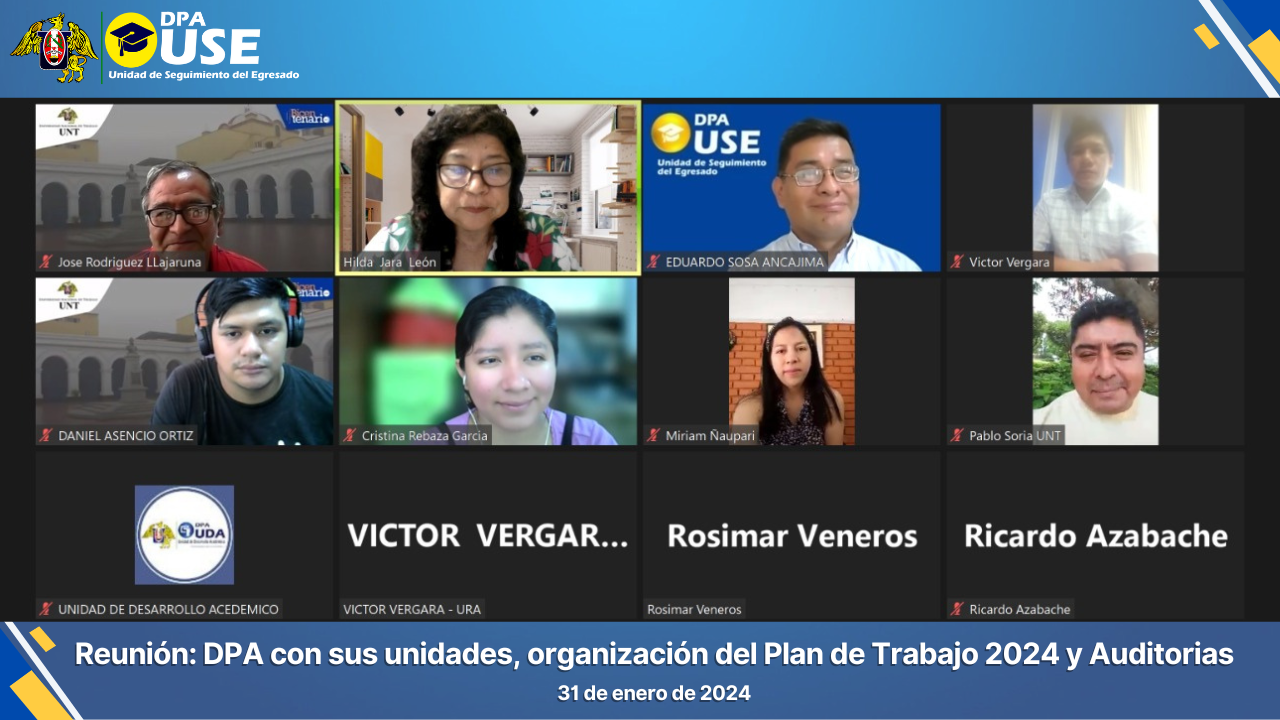 DPA
USE
Unidad de Seguimiento del Egresado
UNT
Bicen
tenario
Jose Rodriguez LLajaruna
Hilda Jara León
DPA
USE
Unidad de Seguimiento
del Egresado
EDUARDO SOSA ANCAJIMA
Victor Vergara
UNT
DANIEL ASENCIO ORTIZ
Cristina Rebaza Garcia
Miriam Ñaupari
Pablo Soria UNT
DPA
UDA
UNIDAD DE DESARROLLO ACEDEMICO
VICTOR VERGAR...
VICTOR VERGARA - URA
Rosimar Veneros
Rosimar Veneros
Ricardo Azabache
Ricardo Azabache
Reunión: DPA con sus unidades, organización del Plan de Trabajo 2024 y Auditorias
31 de enero de 2024